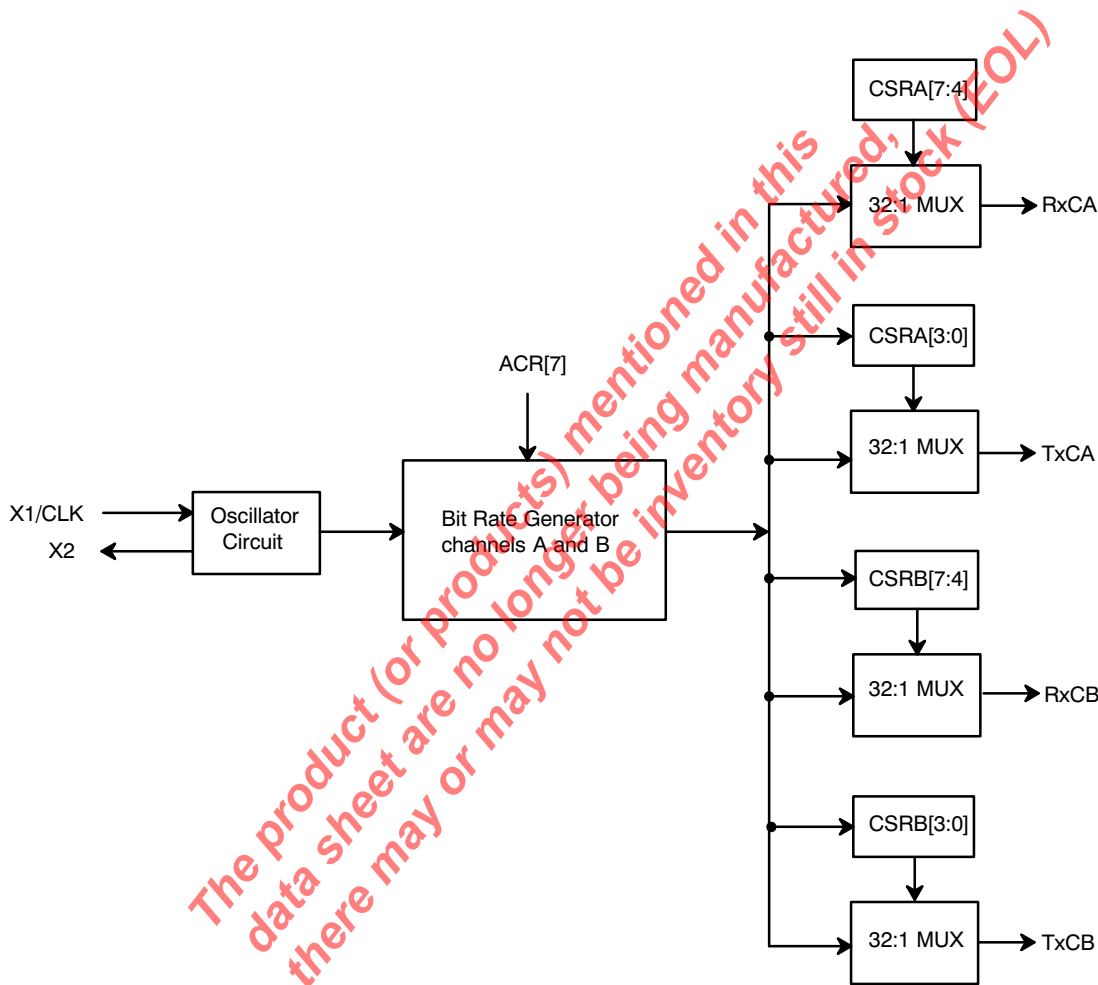 CSRA[7:4]
32:1 MUX
RxCA
CSRA[3:0]
ACR[7]
32:1 MUX
TxCA
X1/CLK
X2
Oscillator
Circuit
Bit Rate Generator
channels A and B
CSRB[7:4]
32:1 MUX
RxCB
CSRB[3:0]
32:1 MUX
TxCB
The product (or products) mentioned in this
data sheet are no longer being manufactured,
there may or may not be inventory still in stock (EOL)